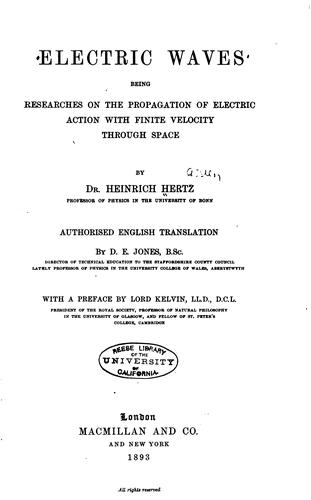 ELECTRIC WAVES
BEING
RESEARCHES ON THE PROPAGATION OF ELECTRIC
ACTION WITH FINITE VELOCITY
THROUGH SPACE
BY
DR. HEINRICH HERTZ
PROFESSOR OF PHYSICS IN THE UNIVERSITY OF BONN
AUTHORISED ENGLISH TRANSLATION
BY D. E. JONES, B.SC.
DIRECTOR OF TECHNICAL EDUCATION TO THE STAFFORDSHIRE COUNTY COUNCIL
LATELY PROFESSOR OF PHYSICS IN THE UNIVERSITY COLLEGE OF WALES, ABERYSTWYTH
WITH A PREFACE BY LORD KELVIN, LL.D., D.C.L.
PRESIDENT OF THE ROYAL SOCIETY, PROFESSOR OF NATURAL PHILOSOPHY
IN THE UNIVERSITY OF GLASGOW, AND FELLOW OF ST. PETER'S
COLLEGE, CAMBRIDGE
REESE LIBRARY
OF THE
UNIVERSITY
OF
CALIFORNIA.
London
MACMILLAN AND CO.
AND NEW YORK
1893
All rights reserved